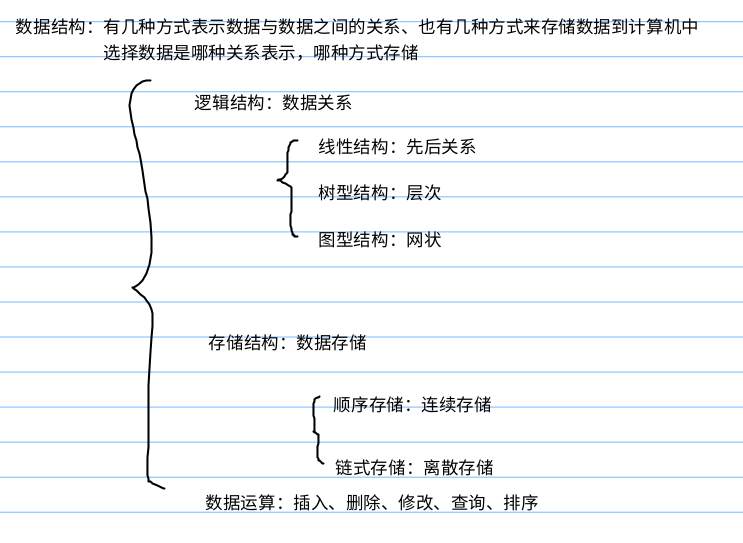 数据结构：有几种方式表示数据与数据之间的关系、也有几种方式来存储数据到计算机中
选择数据是哪种关系表示，哪种方式存储
逻辑结构：数据关系
线性结构：先后关系
树型结构：层次
图型结构：网状
存储结构：数据存储
顺序存储：连续存储
链式存储：离散存储
数据运算：插入、删除、修改、查询、排序